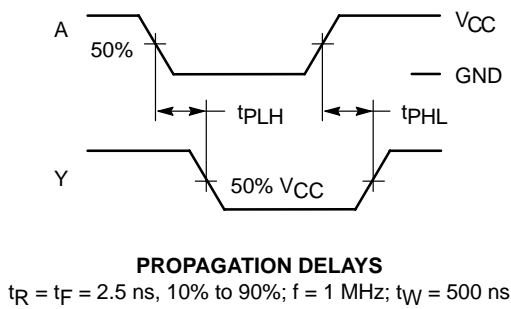 A
50%
VCC
GND
tPLH
tPHL
Y
50% VCC
PROPAGATION DELAYS
tR = tF = 2.5 ns, 10% to 90%; f = 1 MHz; tW = 500 ns